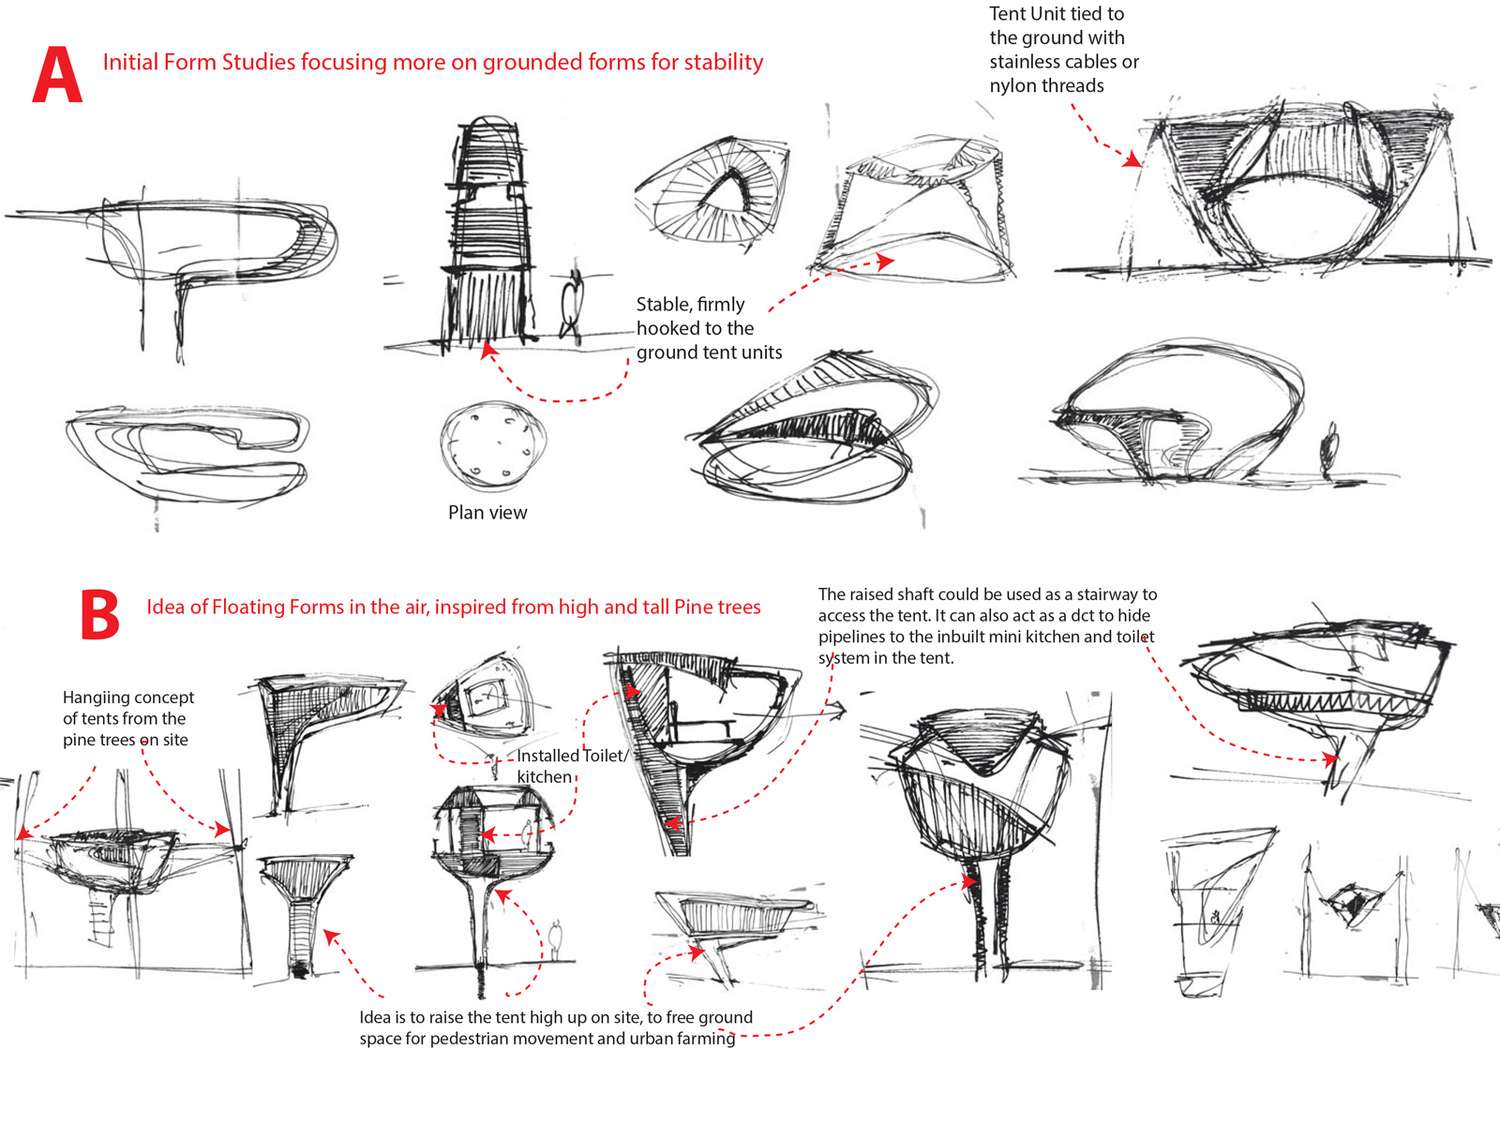 A
Initial Form Studies focusing more on grounded forms for stability
Tent Unit tied to
the ground with
stainless cables or
nylon threads
Stable, firmly
hooked to the
ground tent units
Plan view
B
Idea of Floating Forms in the air, inspired from high and tall Pine trees
The raised shaft could be used as a stairway to
access the tent. It can also act as a dct to hide
pipelines to the inbuilt mini kitchen and toilet
system in the tent.
Hangiing concept
of tents from the
pine trees on site
Installed Toilet/
kitchen
Idea is to raise the tent high up on site, to free ground
space for pedestrian movement and urban farming